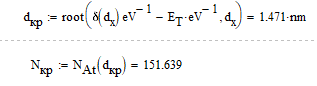 d_кр := root(δ(d_x) eV^-1 − E_T·eV^-1, d_x) = 1.471·nm
N_кр := N_At(d_кр) = 151.639